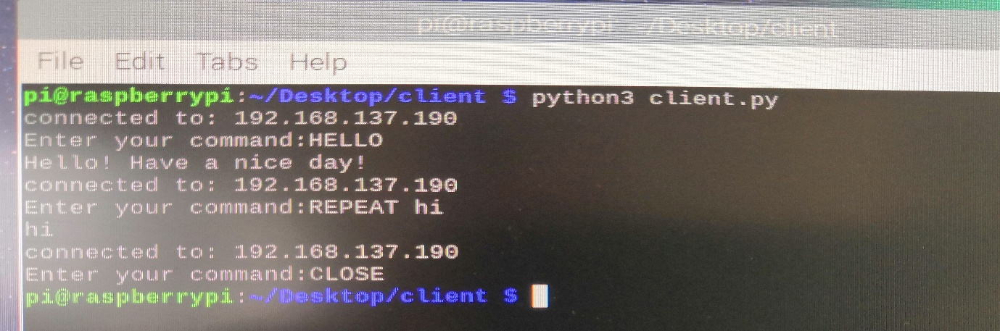 pi@raspberrypi: ~/Desktop/client
File Edit Tabs Help
pi@raspberrypi:~/Desktop/client $ python3 client.py
connected to: 192.168.137.190
Enter your command:HELLO
Hello! Have a nice day!
connected to: 192.168.137.190
Enter your command:REPEAT hi
hi
connected to: 192.168.137.190
Enter your command:CLOSE
pi@raspberrypi:~/Desktop/client $